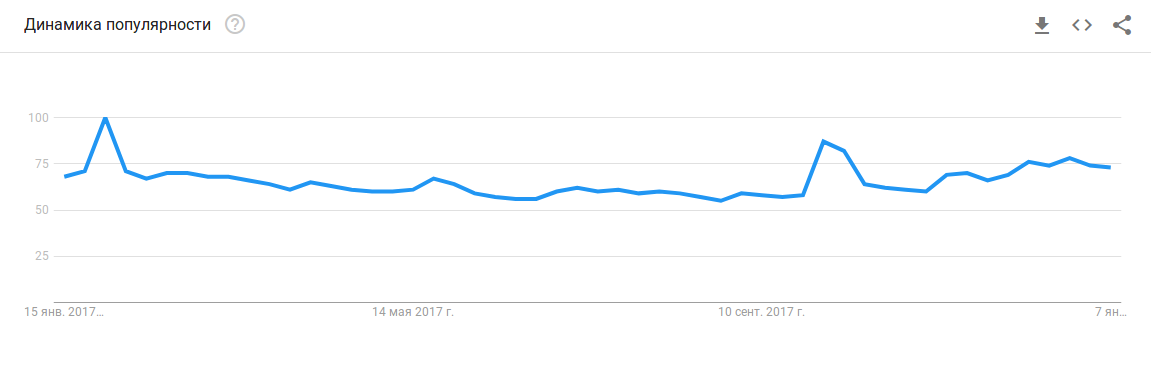 Динамика популярности ?
100
75
50
25
15 янв. 2017…
14 мая 2017 г.
10 сент. 2017 г.
7 ян…